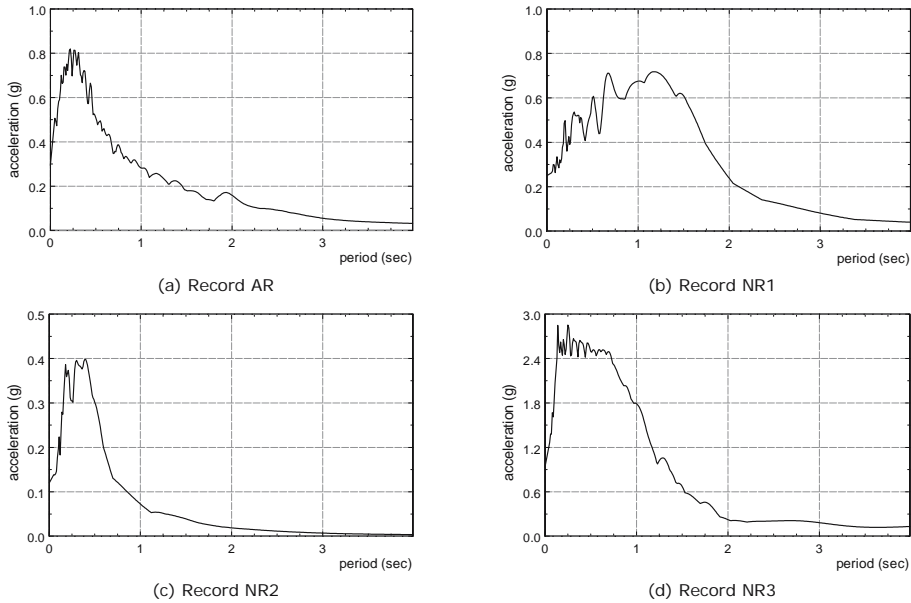 1.0
0.8
0.6
0.4
0.2
0.0
acceleration (g)
0 1 2 3
period (sec)
(a) Record AR
1.0
0.8
0.6
0.4
0.2
0.0
acceleration (g)
0 1 2 3
period (sec)
(b) Record NR1
0.5
0.4
0.3
0.2
0.1
0.0
acceleration (g)
0 1 2 3
period (sec)
(c) Record NR2
3.0
2.4
1.8
1.2
0.6
0.0
acceleration (g)
0 1 2 3
period (sec)
(d) Record NR3